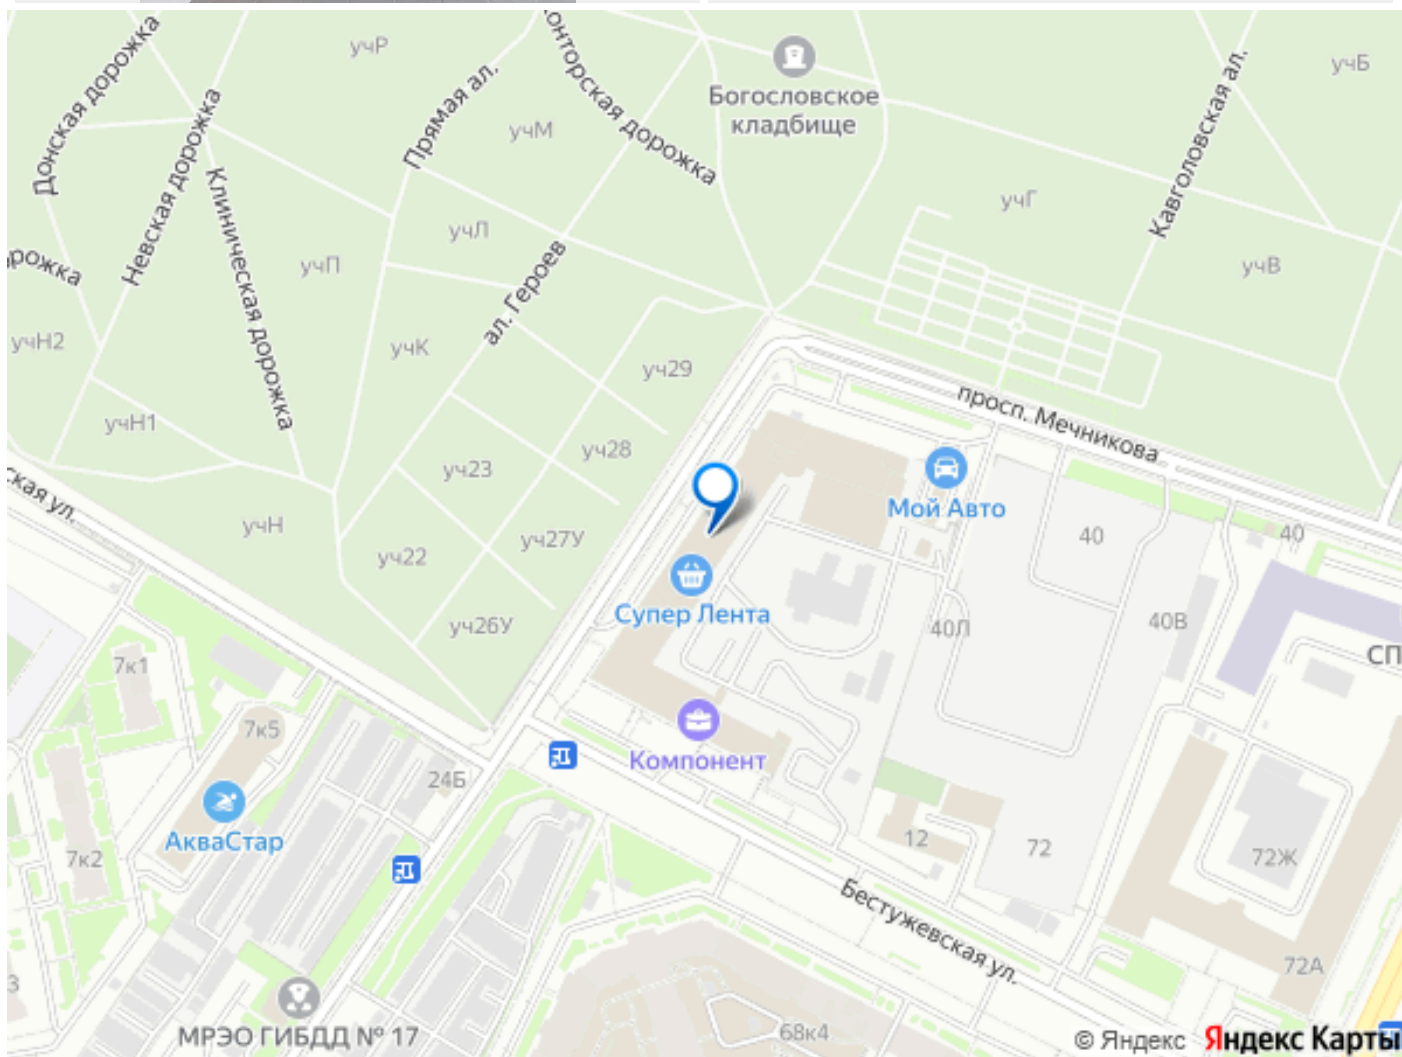 учР
учБ
Донская дорожка
Невская дорожка
Прямая ал.
Богословское
кладбище
Кавголовская ал.
учМ
Клиническая дорожка
учГ
учЛ
учП
учВ
ал. Героев
учН2
учК
уч29
просп. Мечникова
учН1
уч28
уч23
Мой Авто
учН
уч27У
уч22
40
40
Супер Лента
уч26У
40Л
40В
7к1
7к5
Компонент
24Б
АкваСтар
7к2
12
72
72Ж
Бестужевская ул.
72А
МРЭО ГИБДД № 17
68к4
© Яндекс Яндекс Карты